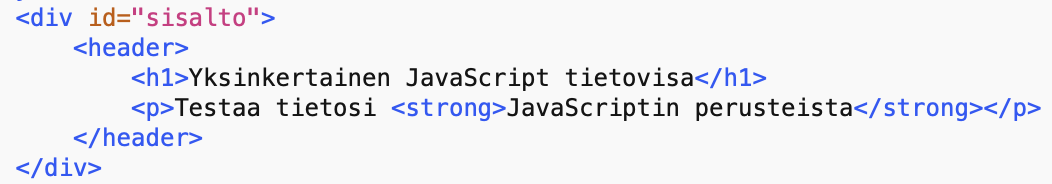 <div id="sisalto">
    <header>
        <h1>Yksinkertainen JavaScript tietovisa</h1>
        <p>Testaa tietosi <strong>JavaScriptin perusteista</strong></p>
    </header>
</div>